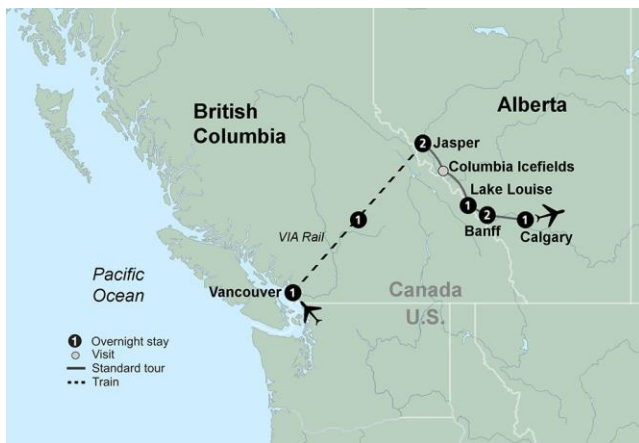 British
Columbia
Alberta
2
Jasper
Columbia Icefields
Lake Louise
1
2
1
Banff
Calgary
1
VIA Rail
Pacific
Ocean
Vancouver
1
Canada
U.S.
1 Overnight stay
Visit
Standard tour
Train